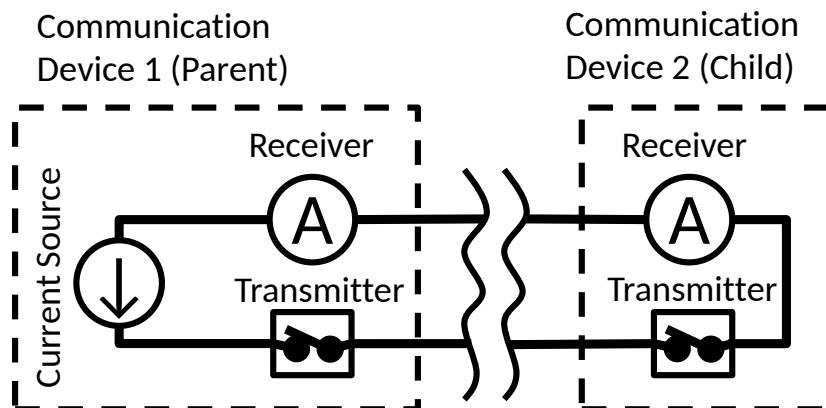 Communication
Device 1 (Parent)
Communication
Device 2 (Child)
Receiver
A
Transmitter
Current Source
Receiver
A
Transmitter